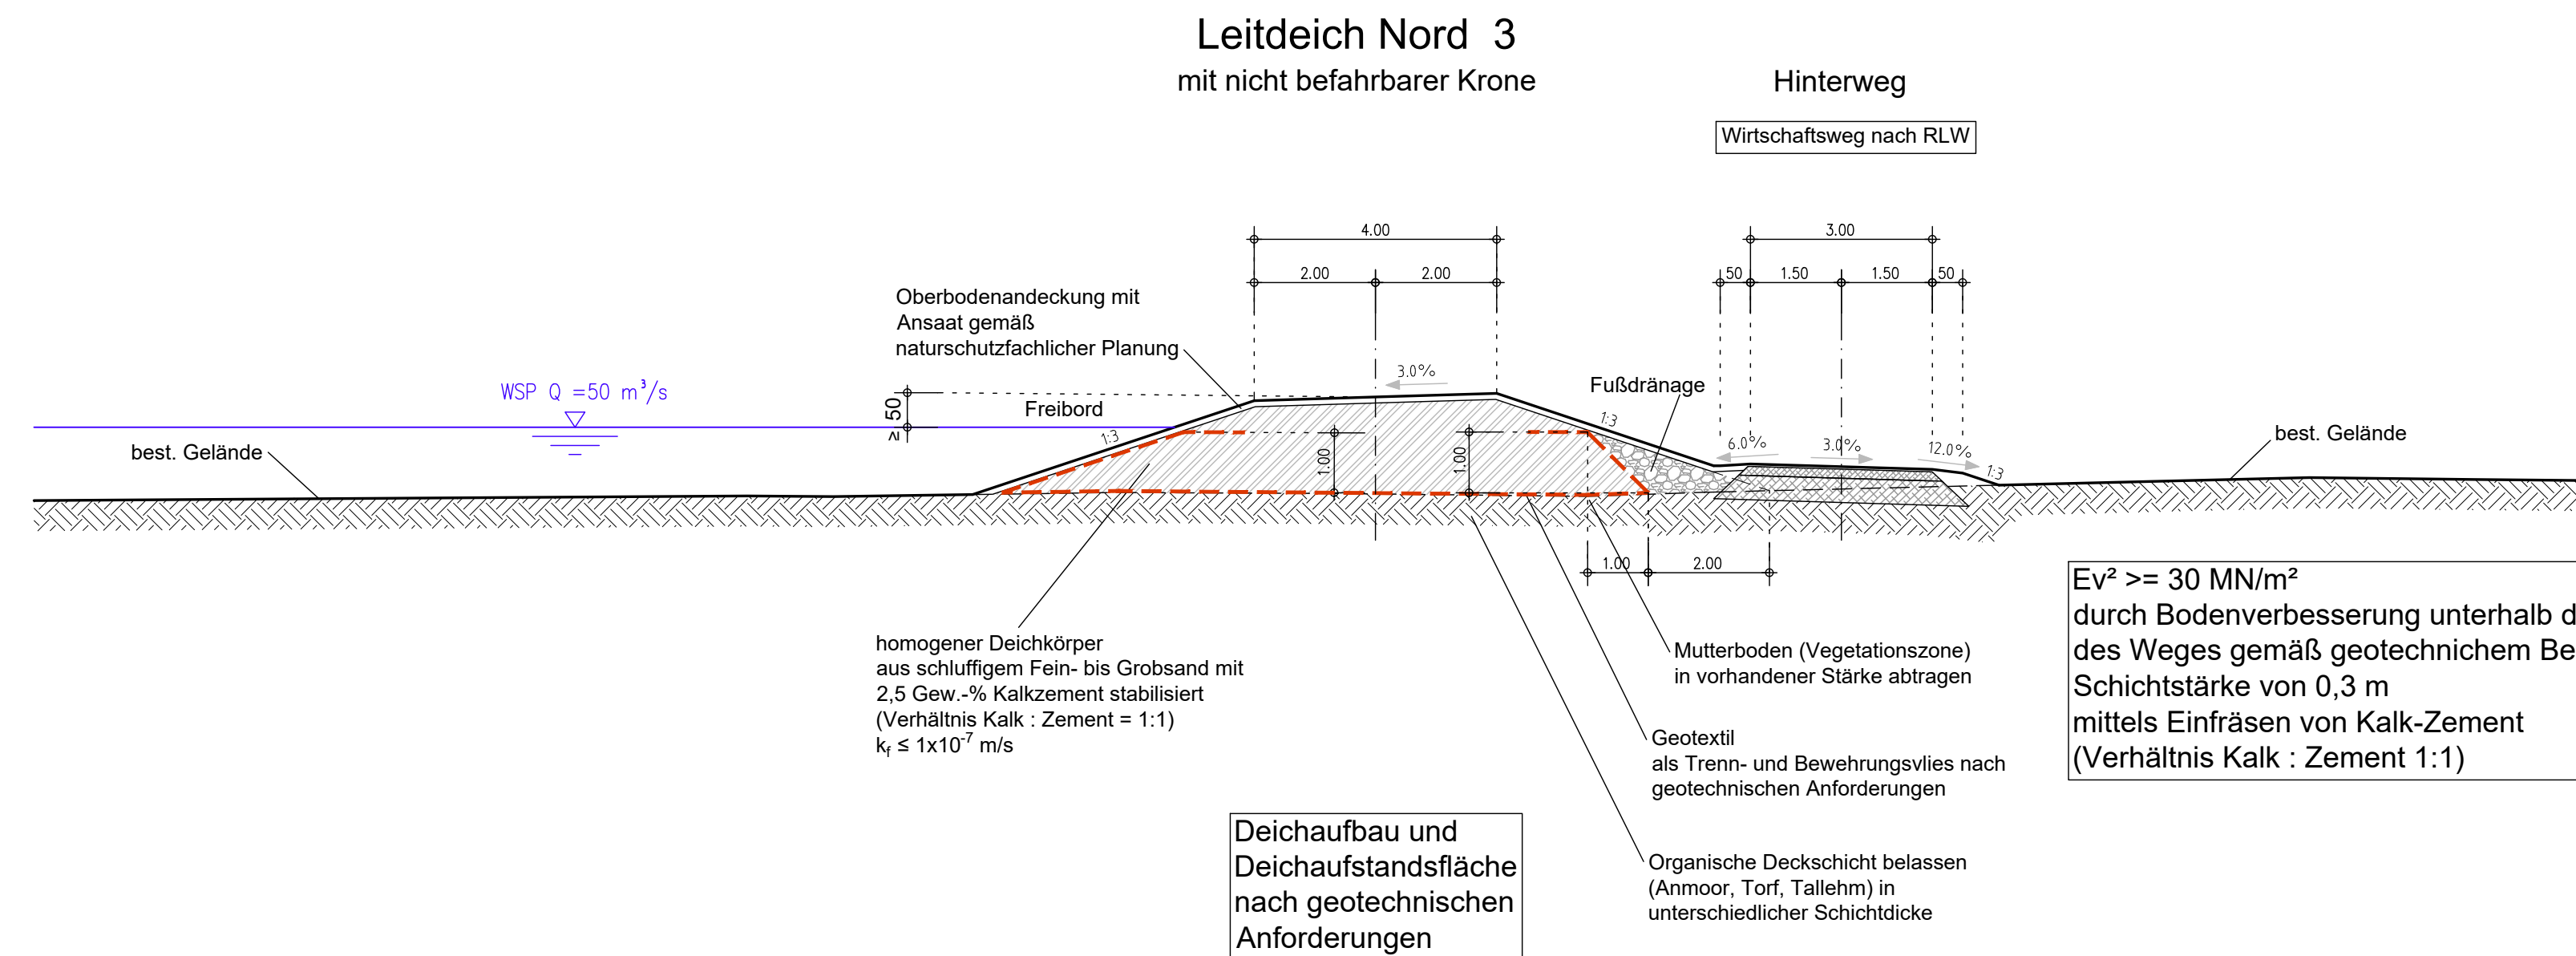 Leitdeich Nord 3
mit nicht befahrbarer Krone
Hinterweg
Wirtschaftsweg nach RLW
4.00
2.00
2.00
3.00
50
1.50
1.50
50
Oberbodenandeckung mit
Ansaat gemäß
naturschutzfachlicher Planung
WSP Q =50 m³/s
≥ 50
Freibord
best. Gelände
1:3
3.0%
1:3
Fußdränage
6.0%
3.0%
12.0%
1:3
best. Gelände
1.00
1.00
1.00
2.00
homogener Deichkörper
aus schluffigem Fein- bis Grobsand mit
2,5 Gew.-% Kalkzement stabilisiert
(Verhältnis Kalk : Zement = 1:1)
kf ≤ 1x10-7 m/s
Mutterboden (Vegetationszone)
in vorhandener Stärke abtragen
Geotextil
als Trenn- und Bewehrungsvlies nach
geotechnischen Anforderungen
Organische Deckschicht belassen
(Anmoor, Torf, Tallehm) in
unterschiedlicher Schichtdicke
Deichaufbau und
Deichaufstandsfläche
nach geotechnischen
Anforderungen
Ev² >= 30 MN/m²
durch Bodenverbesserung unterhalb d
des Weges gemäß geotechnichem Be
Schichtstärke von 0,3 m
mittels Einfräsen von Kalk-Zement
(Verhältnis Kalk : Zement 1:1)